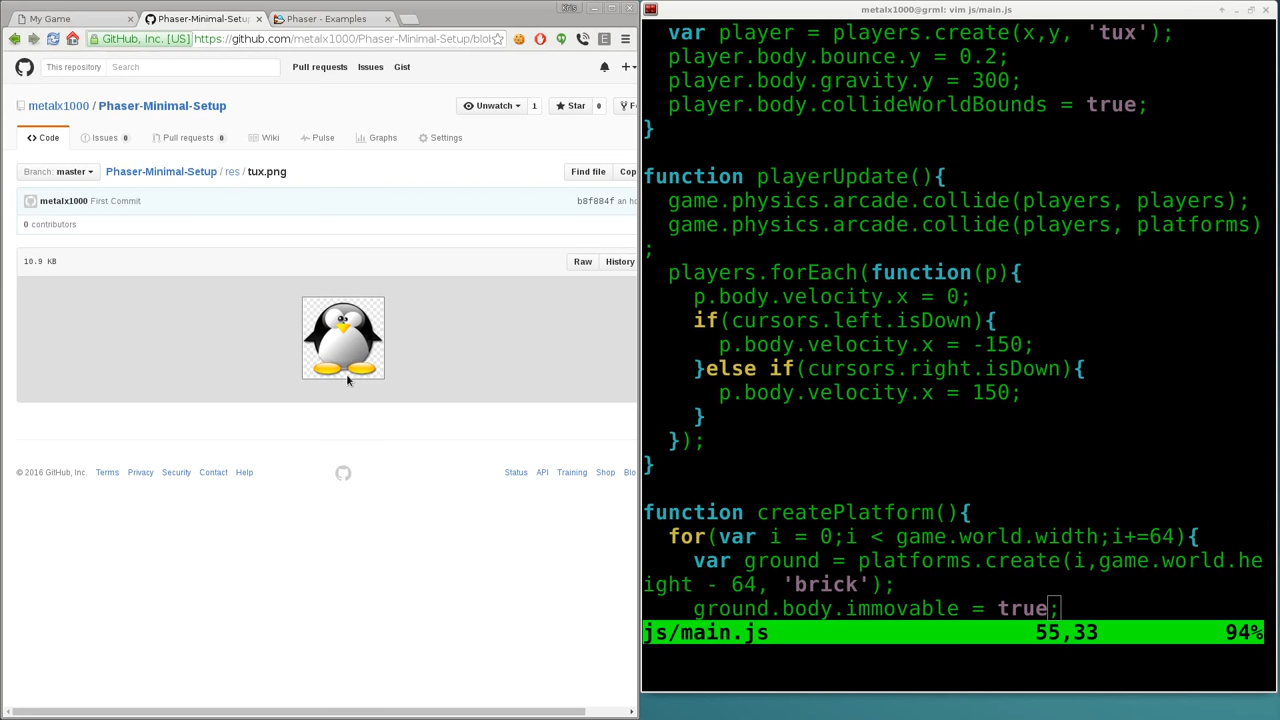 My Game
Phaser-Minimal-Setup
Phaser - Examples
GitHub, Inc. [US]
https://github.com/metalx1000/Phaser-Minimal-Setup/blob
This repository
Search
Pull requests
Issues
Gist
metalx1000 / Phaser-Minimal-Setup
Unwatch
1
Star
0
Code
Issues 0
Pull requests 0
Wiki
Pulse
Graphs
Settings
Branch: master
Phaser-Minimal-Setup / res / tux.png
Find file
Cop
metalx1000 First Commit
b8f884f an ho
0 contributors
10.9 KB
Raw
History
© 2016 GitHub, Inc.
Terms
Privacy
Security
Contact
Help
Status
API
Training
Shop
Blo
metalx1000@grml: vim js/main.js
var player = players.create(x,y, 'tux');
player.body.bounce.y = 0.2;
player.body.gravity.y = 300;
player.body.collideWorldBounds = true;
}
function playerUpdate(){
game.physics.arcade.collide(players, players);
game.physics.arcade.collide(players, platforms)
;
players.forEach(function(p){
p.body.velocity.x = 0;
if(cursors.left.isDown){
p.body.velocity.x = -150;
}else if(cursors.right.isDown){
p.body.velocity.x = 150;
}
});
}
function createPlatform(){
for(var i = 0;i < game.world.width;i+=64){
var ground = platforms.create(i,game.world.he
ight - 64, 'brick');
ground.body.immovable = true;
js/main.js
55,33
94%